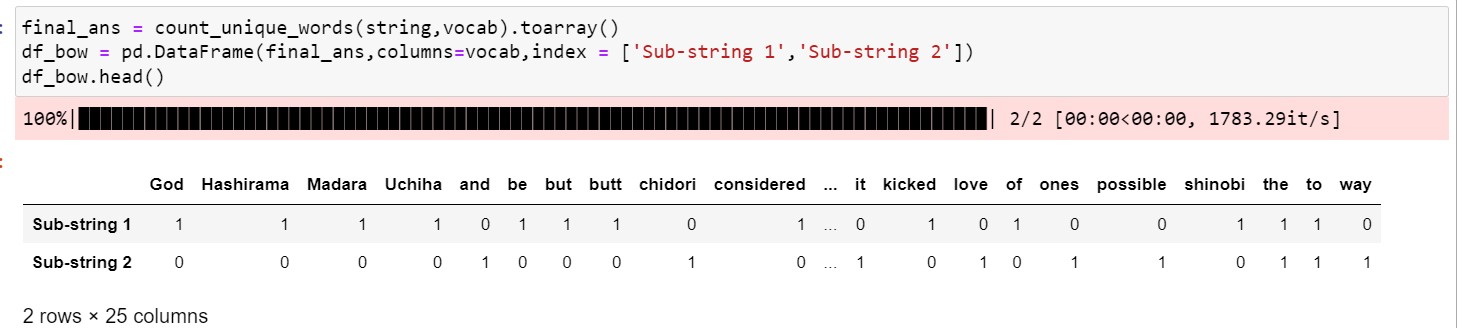 final_ans = count_unique_words(string,vocab).toarray()
df_bow = pd.DataFrame(final_ans,columns=vocab,index = ['Sub-string 1','Sub-string 2'])
df_bow.head()
100%|██████████| 2/2 [00:00<00:00, 1783.29it/s]
God Hashirama Madara Uchiha and be but butt chidori considered ... it kicked love of ones possible shinobi the to way
Sub-string 1 1 1 1 1 0 1 1 1 0 1 ... 0 1 0 1 0 0 1 1 1 0
Sub-string 2 0 0 0 0 1 0 0 0 1 0 ... 1 0 1 0 1 1 0 1 1 1
2 rows × 25 columns